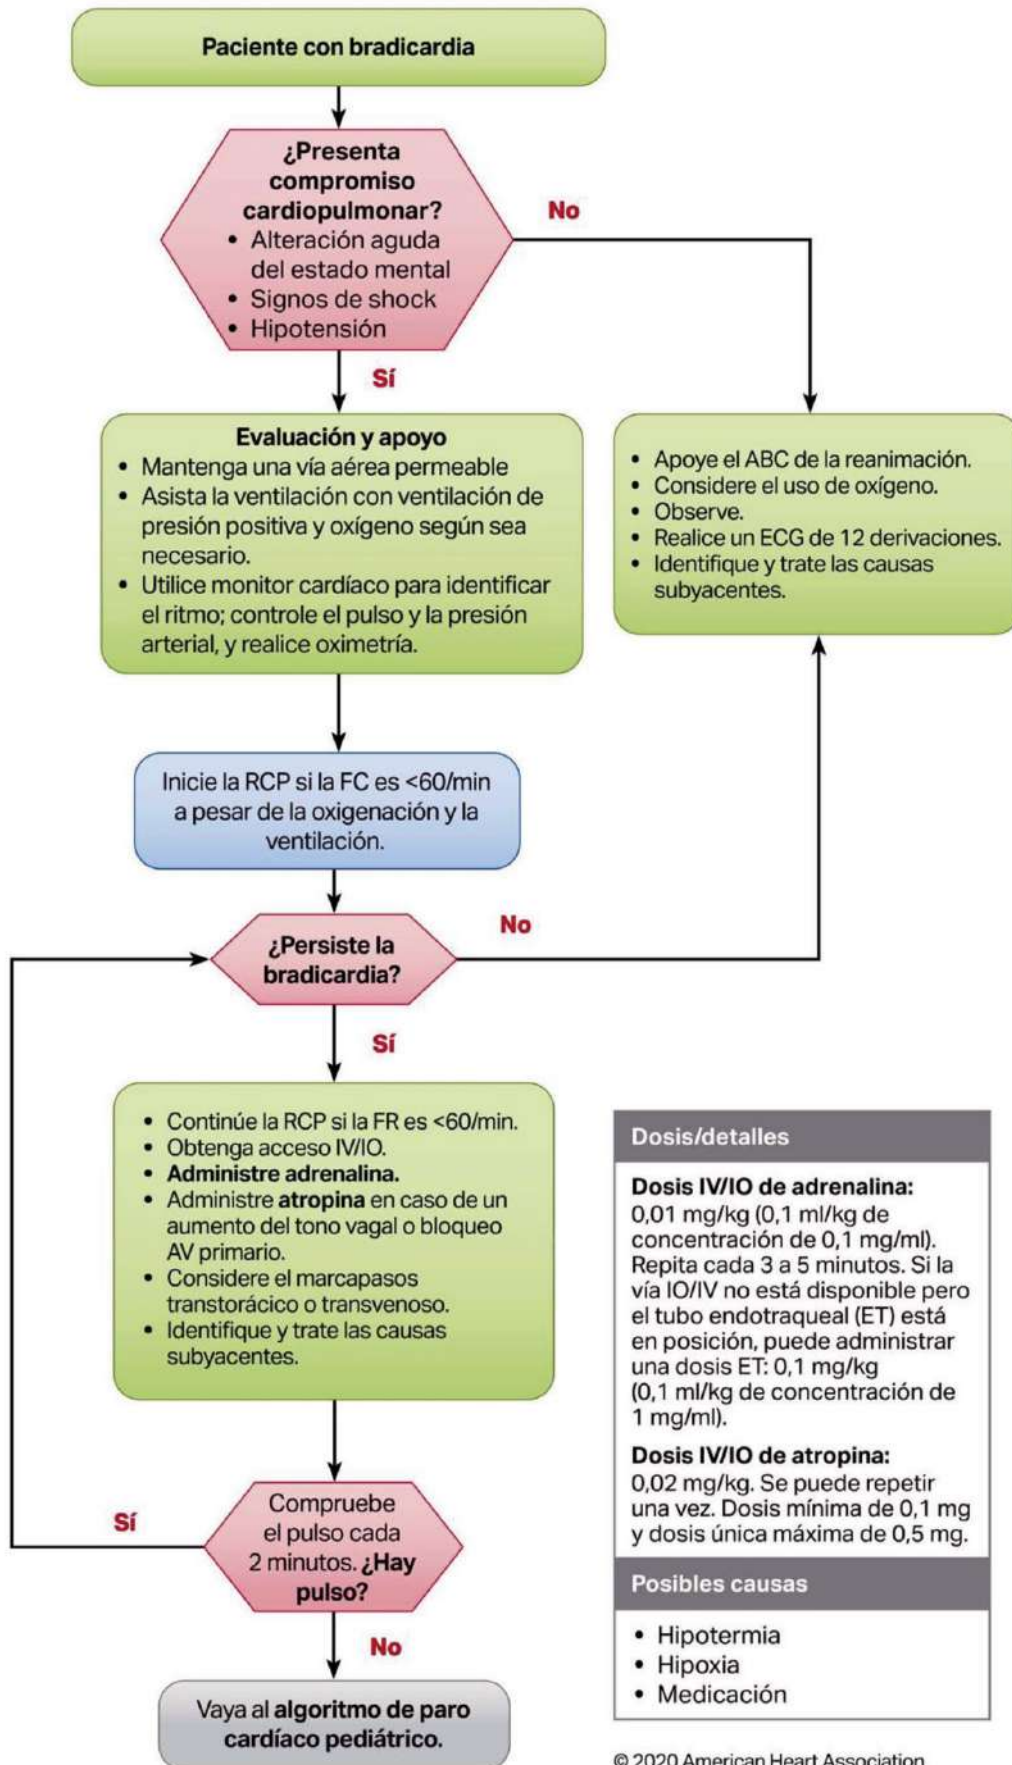 Paciente con bradicardia
¿Presenta
compromiso
cardiopulmonar?
• Alteración aguda
del estado mental
• Signos de shock
• Hipotensión
No
Sí
Evaluación y apoyo
• Mantenga una vía aérea permeable
• Asista la ventilación con ventilación de
presión positiva y oxígeno según sea
necesario.
• Utilice monitor cardíaco para identificar
el ritmo; controle el pulso y la presión
arterial, y realice oximetría.
• Apoye el ABC de la reanimación.
• Considere el uso de oxígeno.
• Observe.
• Realice un ECG de 12 derivaciones.
• Identifique y trate las causas
subyacentes.
Inicie la RCP si la FC es <60/min
a pesar de la oxigenación y la
ventilación.
¿Persiste la
bradicardia?
No
Sí
• Continúe la RCP si la FR es <60/min.
• Obtenga acceso IV/IO.
• Administre adrenalina.
• Administre atropina en caso de un
aumento del tono vagal o bloqueo
AV primario.
• Considere el marcapasos
transtorácico o transvenoso.
• Identifique y trate las causas
subyacentes.
Compruebe
el pulso cada
2 minutos. ¿Hay
pulso?
Sí
No
Vaya al algoritmo de paro
cardíaco pediátrico.
Dosis/detalles
Dosis IV/IO de adrenalina:
0,01 mg/kg (0,1 ml/kg de
concentración de 0,1 mg/ml).
Repita cada 3 a 5 minutos. Si la
vía IO/IV no está disponible pero
el tubo endotraqueal (ET) está
en posición, puede administrar
una dosis ET: 0,1 mg/kg
(0,1 ml/kg de concentración de
1 mg/ml).
Dosis IV/IO de atropina:
0,02 mg/kg. Se puede repetir
una vez. Dosis mínima de 0,1 mg
y dosis única máxima de 0,5 mg.
Posibles causas
• Hipotermia
• Hipoxia
• Medicación
© 2020 American Heart Association